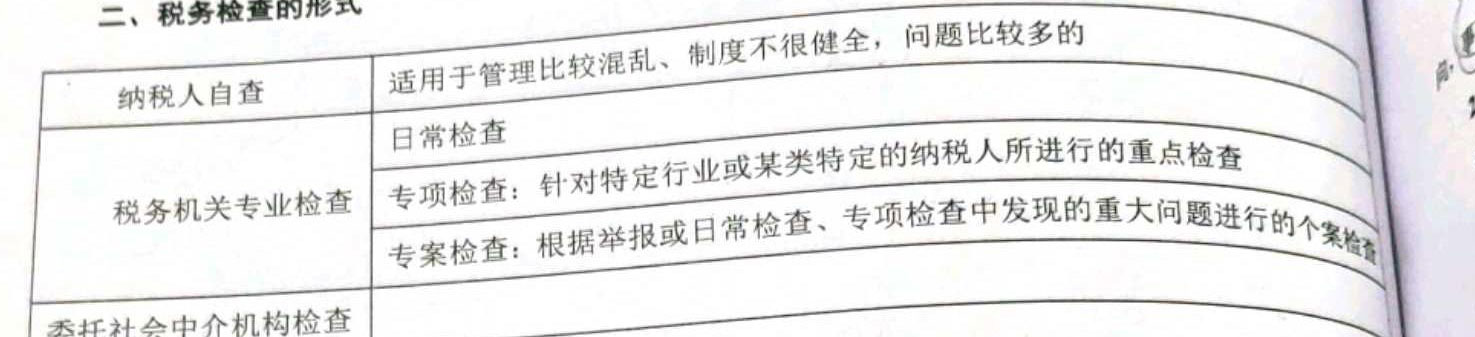 二、税务检查的形式
纳税人自查
适用于管理比较混乱、制度不很健全，问题比较多的
税务机关专业检查
日常检查
专项检查：针对特定行业或某类特定的纳税人所进行的重点检查
专案检查：根据举报或日常检查、专项检查中发现的重大问题进行的个案检查
委托社会中介机构检查